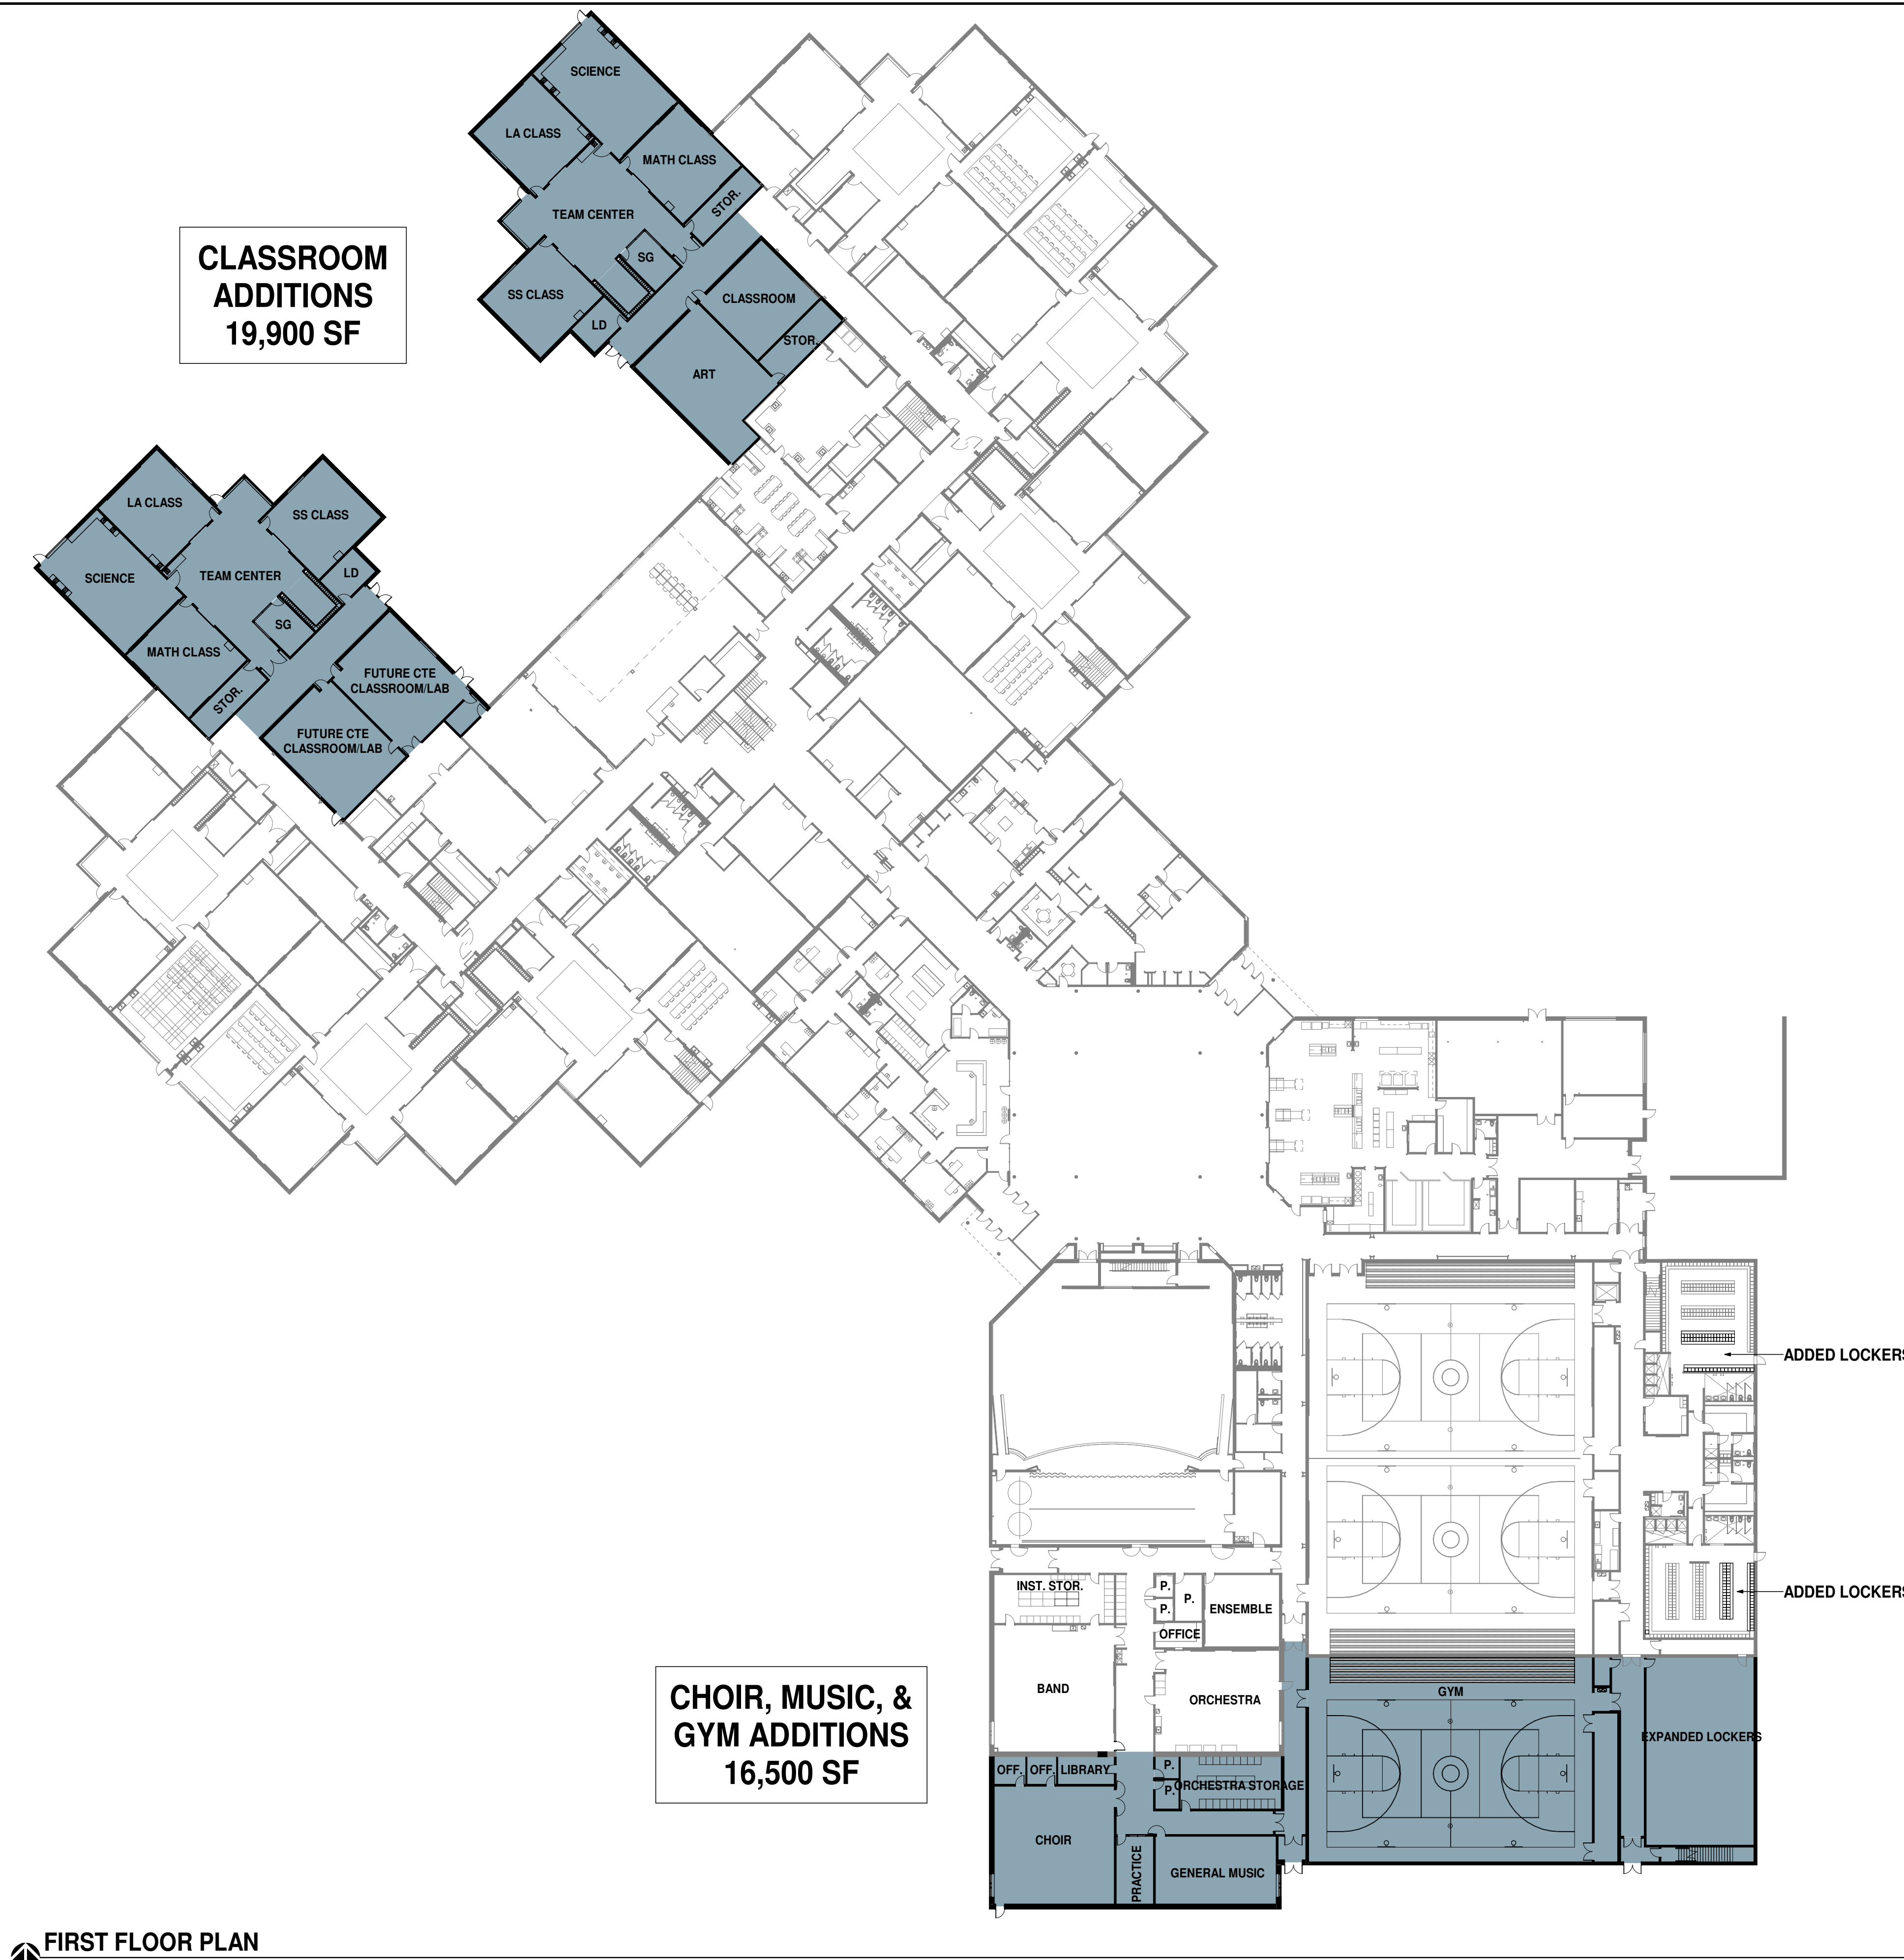 SCIENCE
LA CLASS
MATH CLASS
STOR.
TEAM CENTER
SG
SS CLASS
CLASSROOM
LD
STOR.
ART
CLASSROOM
ADDITIONS
19,900 SF
LA CLASS
SS CLASS
SCIENCE
TEAM CENTER
LD
SG
MATH CLASS
STOR.
FUTURE CTE
CLASSROOM/LAB
FUTURE CTE
CLASSROOM/LAB
ADDED LOCKERS
ADDED LOCKERS
INST. STOR.
P.
P.
P.
ENSEMBLE
OFFICE
BAND
ORCHESTRA
GYM
EXPANDED LOCKERS
CHOIR, MUSIC, &
GYM ADDITIONS
16,500 SF
OFF.
OFF.
LIBRARY
P.
P.
ORCHESTRA STORAGE
CHOIR
PRACTICE
GENERAL MUSIC
FIRST FLOOR PLAN